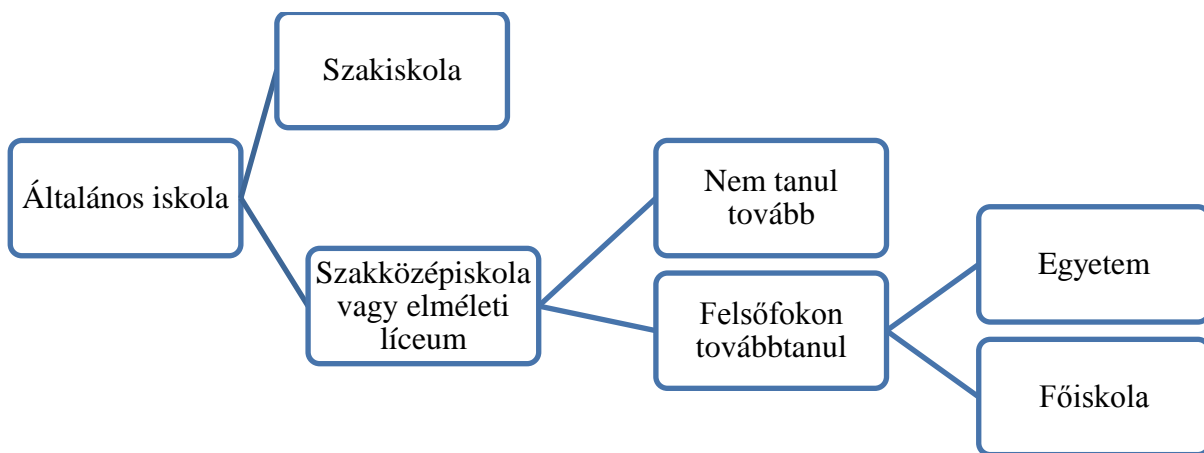 Szakiskola
Általános iskola
Szakközépiskola
vagy elméleti
líceum
Nem tanul
tovább
Felsőfokon
továbbtanul
Egyetem
Főiskola